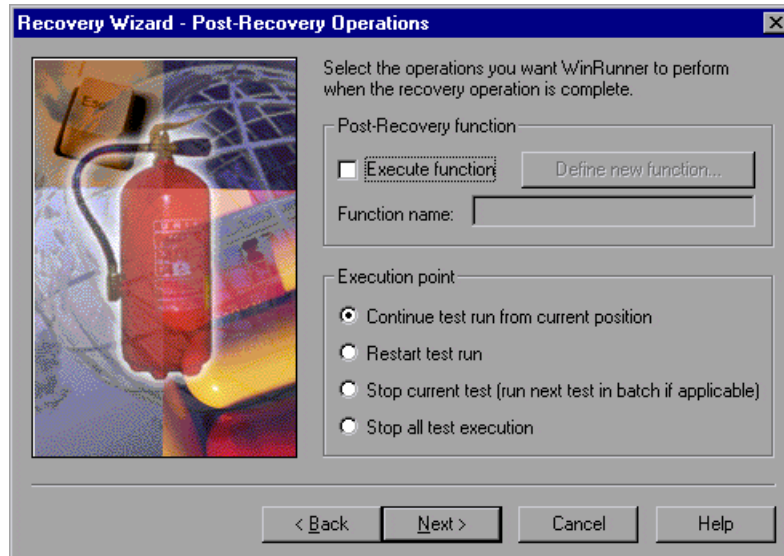 Recovery Wizard - Post-Recovery Operations
Esc
Select the operations you want WinRunner to perform
when the recovery operation is complete.
Post-Recovery function
Execute function
Define new function...
Function name:
Execution point
Continue test run from current position
Restart test run
Stop current test (run next test in batch if applicable)
Stop all test execution
< Back
Next >
Cancel
Help